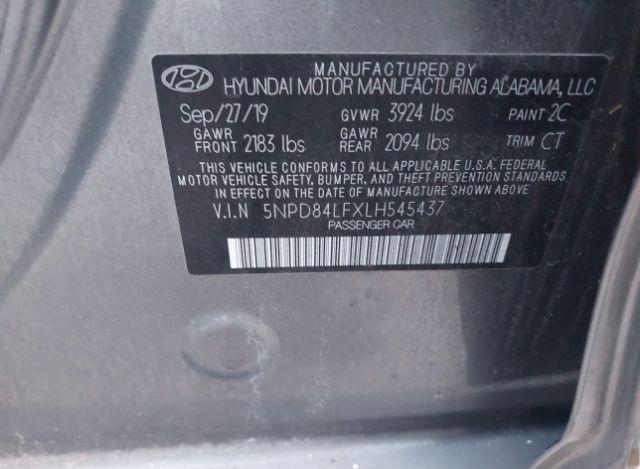 MANUFACTURED BY
HYUNDAI MOTOR MANUFACTURING ALABAMA, LLC
Sep/27/19 GVWR 3924 lbs PAINT 2C
GAWR FRONT 2183 lbs GAWR REAR 2094 lbs TRIM CT
THIS VEHICLE CONFORMS TO ALL APPLICABLE U.S.A. FEDERAL
MOTOR VEHICLE SAFETY, BUMPER, AND THEFT PREVENTION STANDARDS
IN EFFECT ON THE DATE OF MANUFACTURE SHOWN ABOVE
V.I.N 5NPD84LFXLH545437
PASSENGER CAR